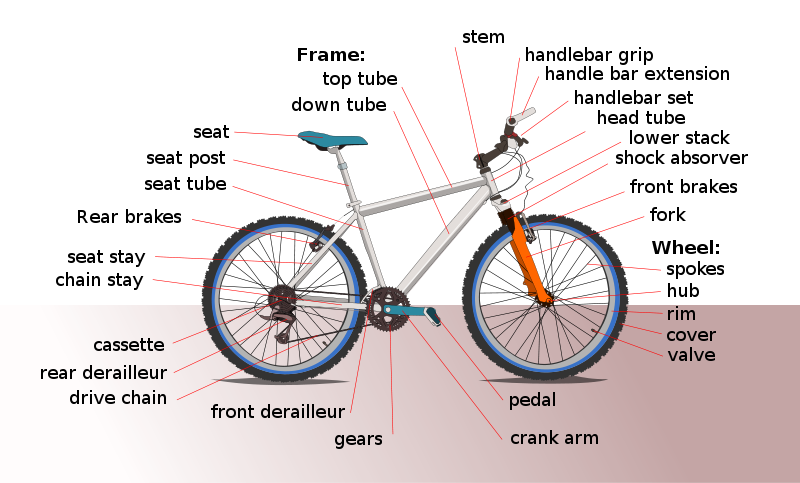 stem
Frame:
handlebar grip
top tube
handle bar extension
down tube
handlebar set
head tube
seat
lower stack
seat post
shock absorver
seat tube
front brakes
Rear brakes
fork
seat stay
Wheel:
chain stay
spokes
hub
rim
cassette
cover
rear derailleur
valve
drive chain
pedal
front derailleur
gears
crank arm